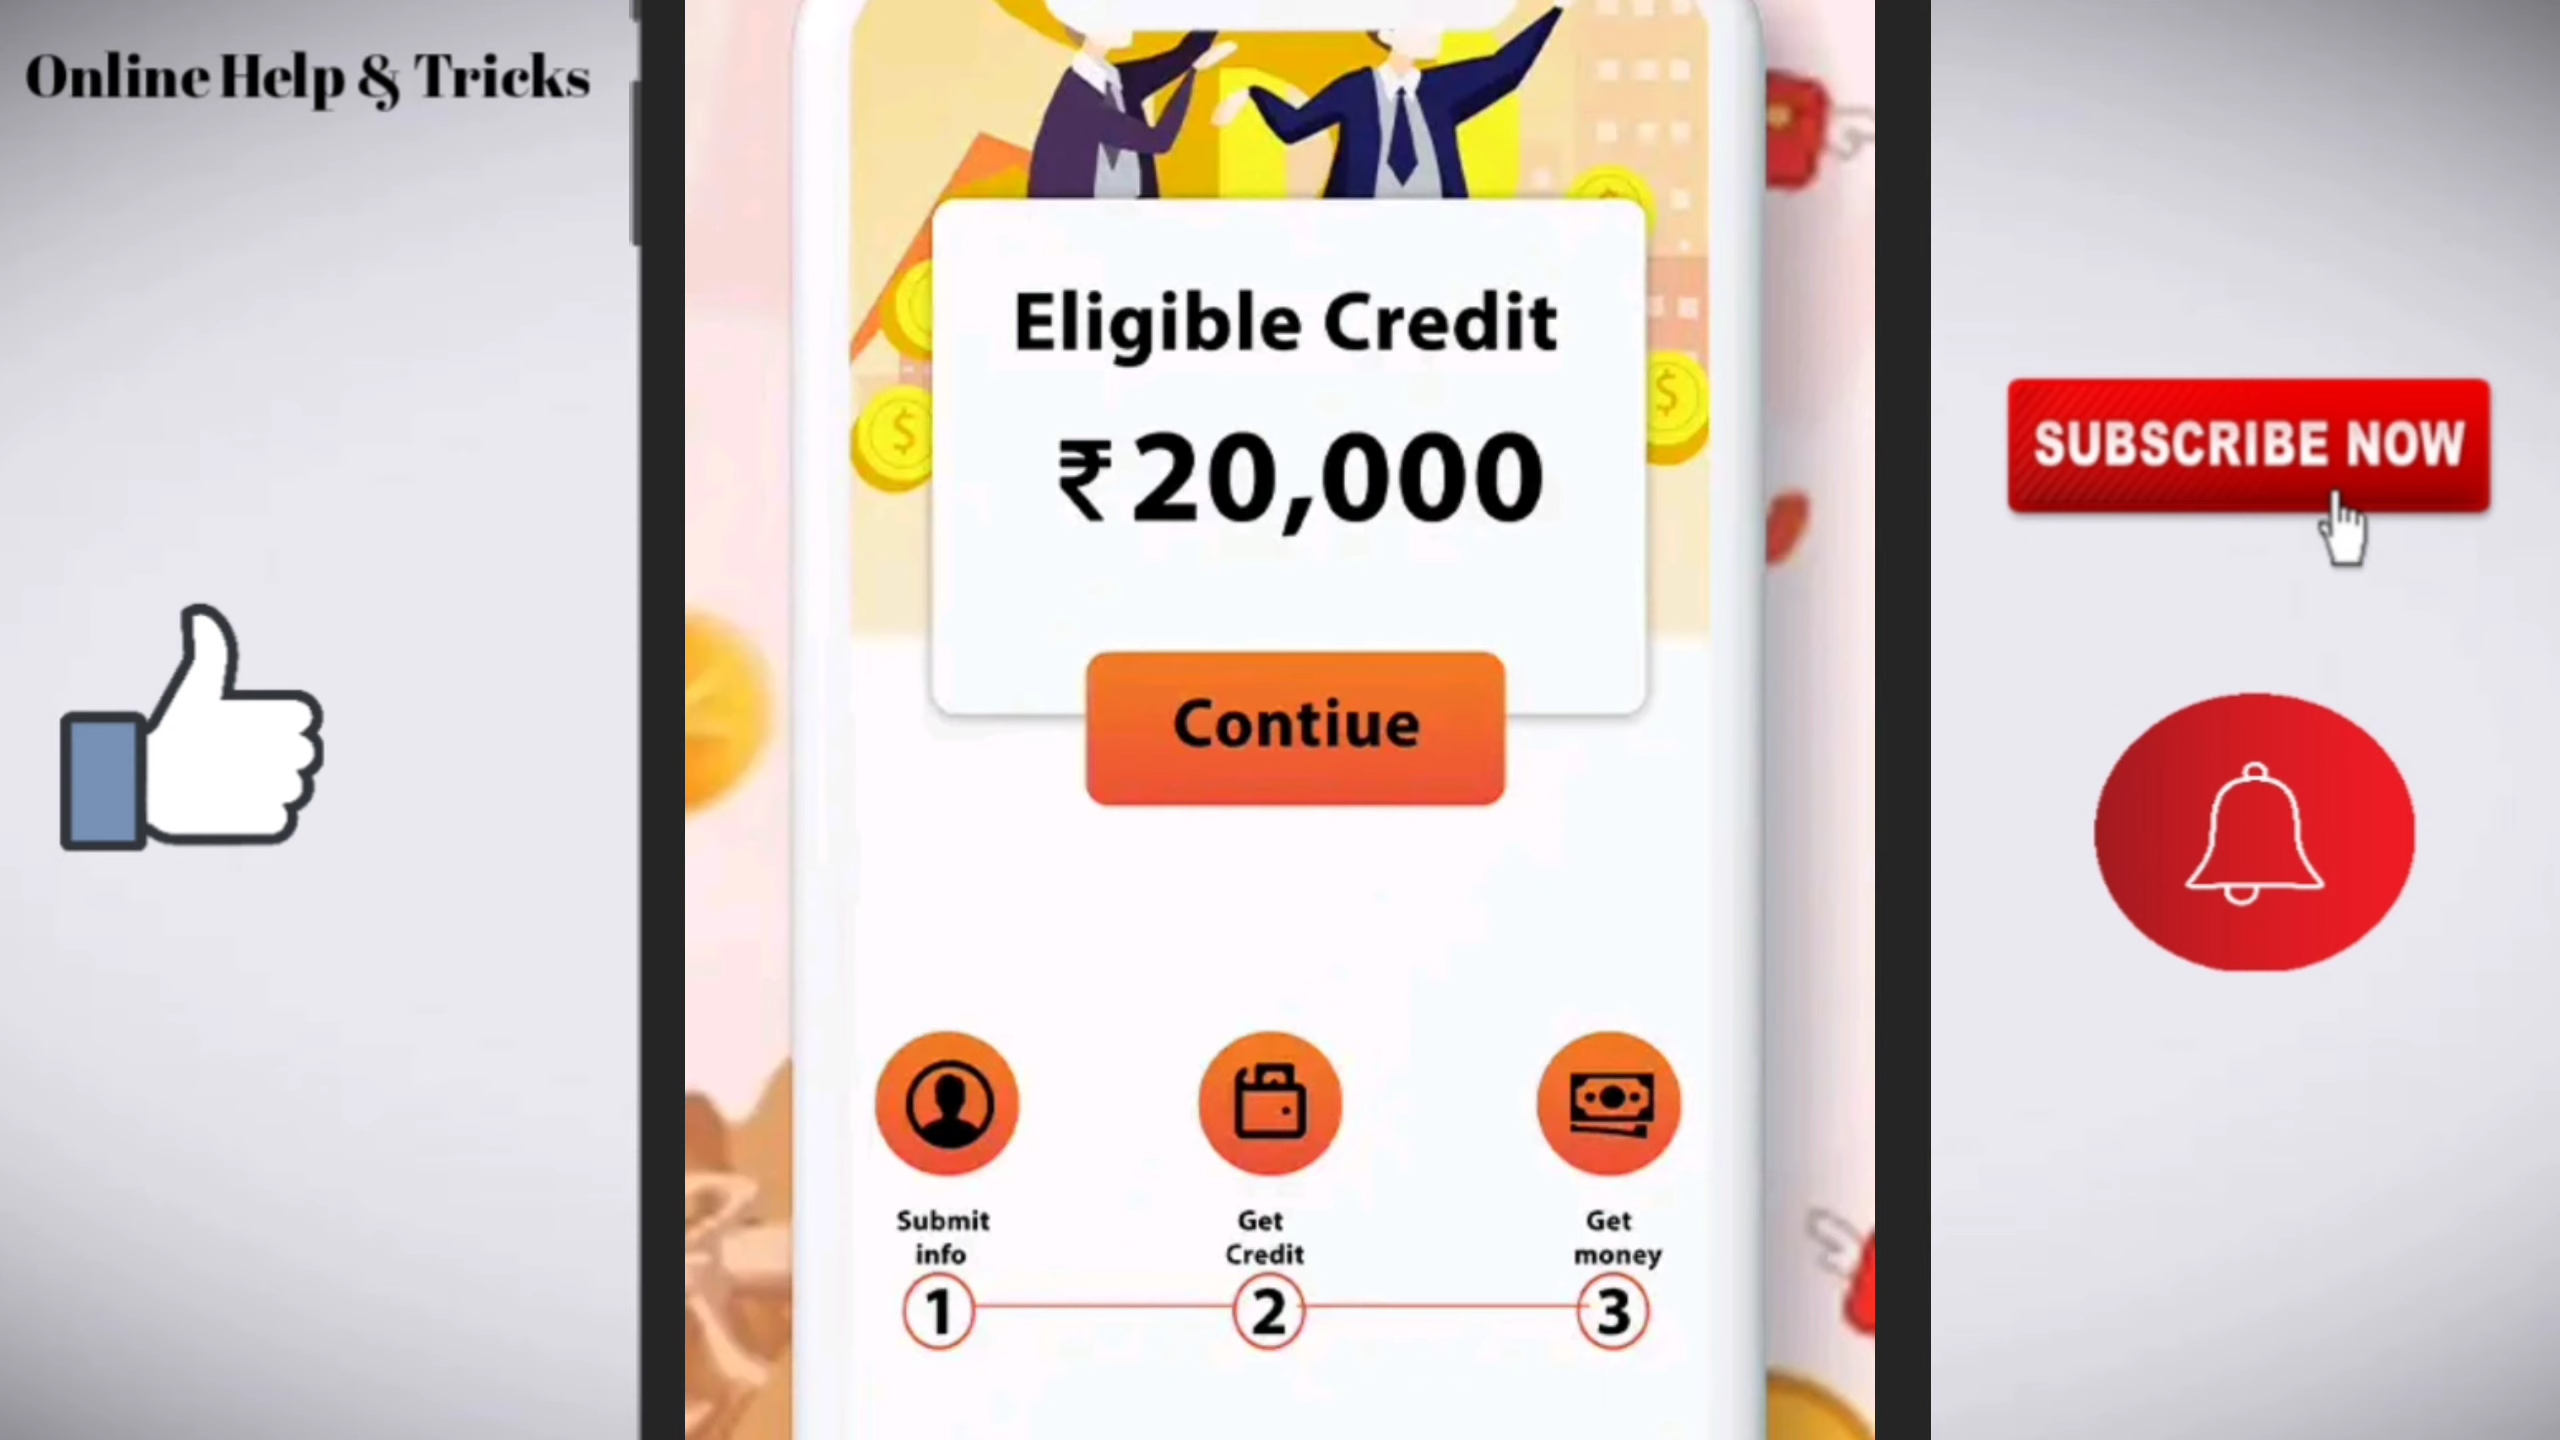 Online Help & Tricks
Eligible Credit
₹20,000
Contiue
SUBSCRIBE NOW
Submit
info
Get
Credit
Get
money
1
2
3